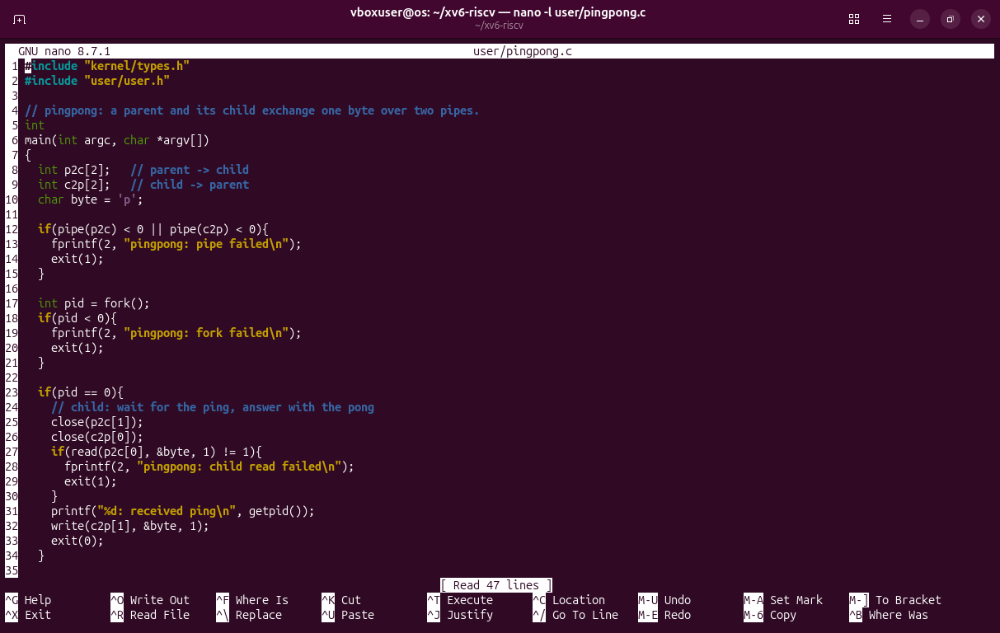 vboxuser@os: ~/xv6-riscv — nano -l user/pingpong.c
~/xv6-riscv
GNU nano 8.7.1 user/pingpong.c
1 #include "kernel/types.h"
2 #include "user/user.h"
3
4 // pingpong: a parent and its child exchange one byte over two pipes.
5 int
6 main(int argc, char *argv[])
7 {
8   int p2c[2];   // parent -> child
9   int c2p[2];   // child -> parent
10   char byte = 'p';
11
12   if(pipe(p2c) < 0 || pipe(c2p) < 0){
13     fprintf(2, "pingpong: pipe failed\n");
14     exit(1);
15   }
16
17   int pid = fork();
18   if(pid < 0){
19     fprintf(2, "pingpong: fork failed\n");
20     exit(1);
21   }
22
23   if(pid == 0){
24     // child: wait for the ping, answer with the pong
25     close(p2c[1]);
26     close(c2p[0]);
27     if(read(p2c[0], &byte, 1) != 1){
28       fprintf(2, "pingpong: child read failed\n");
29       exit(1);
30     }
31     printf("%d: received ping\n", getpid());
32     write(c2p[1], &byte, 1);
33     exit(0);
34   }
35
[ Read 47 lines ]
^G Help ^O Write Out ^F Where Is ^K Cut ^T Execute ^C Location M-U Undo M-A Set Mark M-] To Bracket
^X Exit ^R Read File ^\ Replace ^U Paste ^J Justify ^/ Go To Line M-E Redo M-6 Copy ^B Where Was